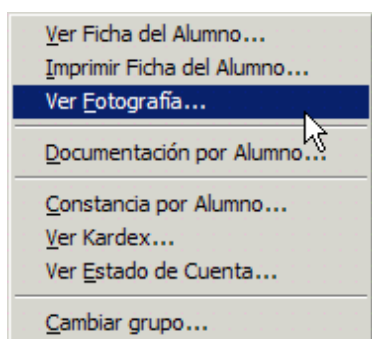 Ver Ficha del Alumno...
Imprimir Ficha del Alumno...
Ver Fotografía...
Documentación por Alumno...
Constancia por Alumno...
Ver Kardex...
Ver Estado de Cuenta...
Cambiar grupo...